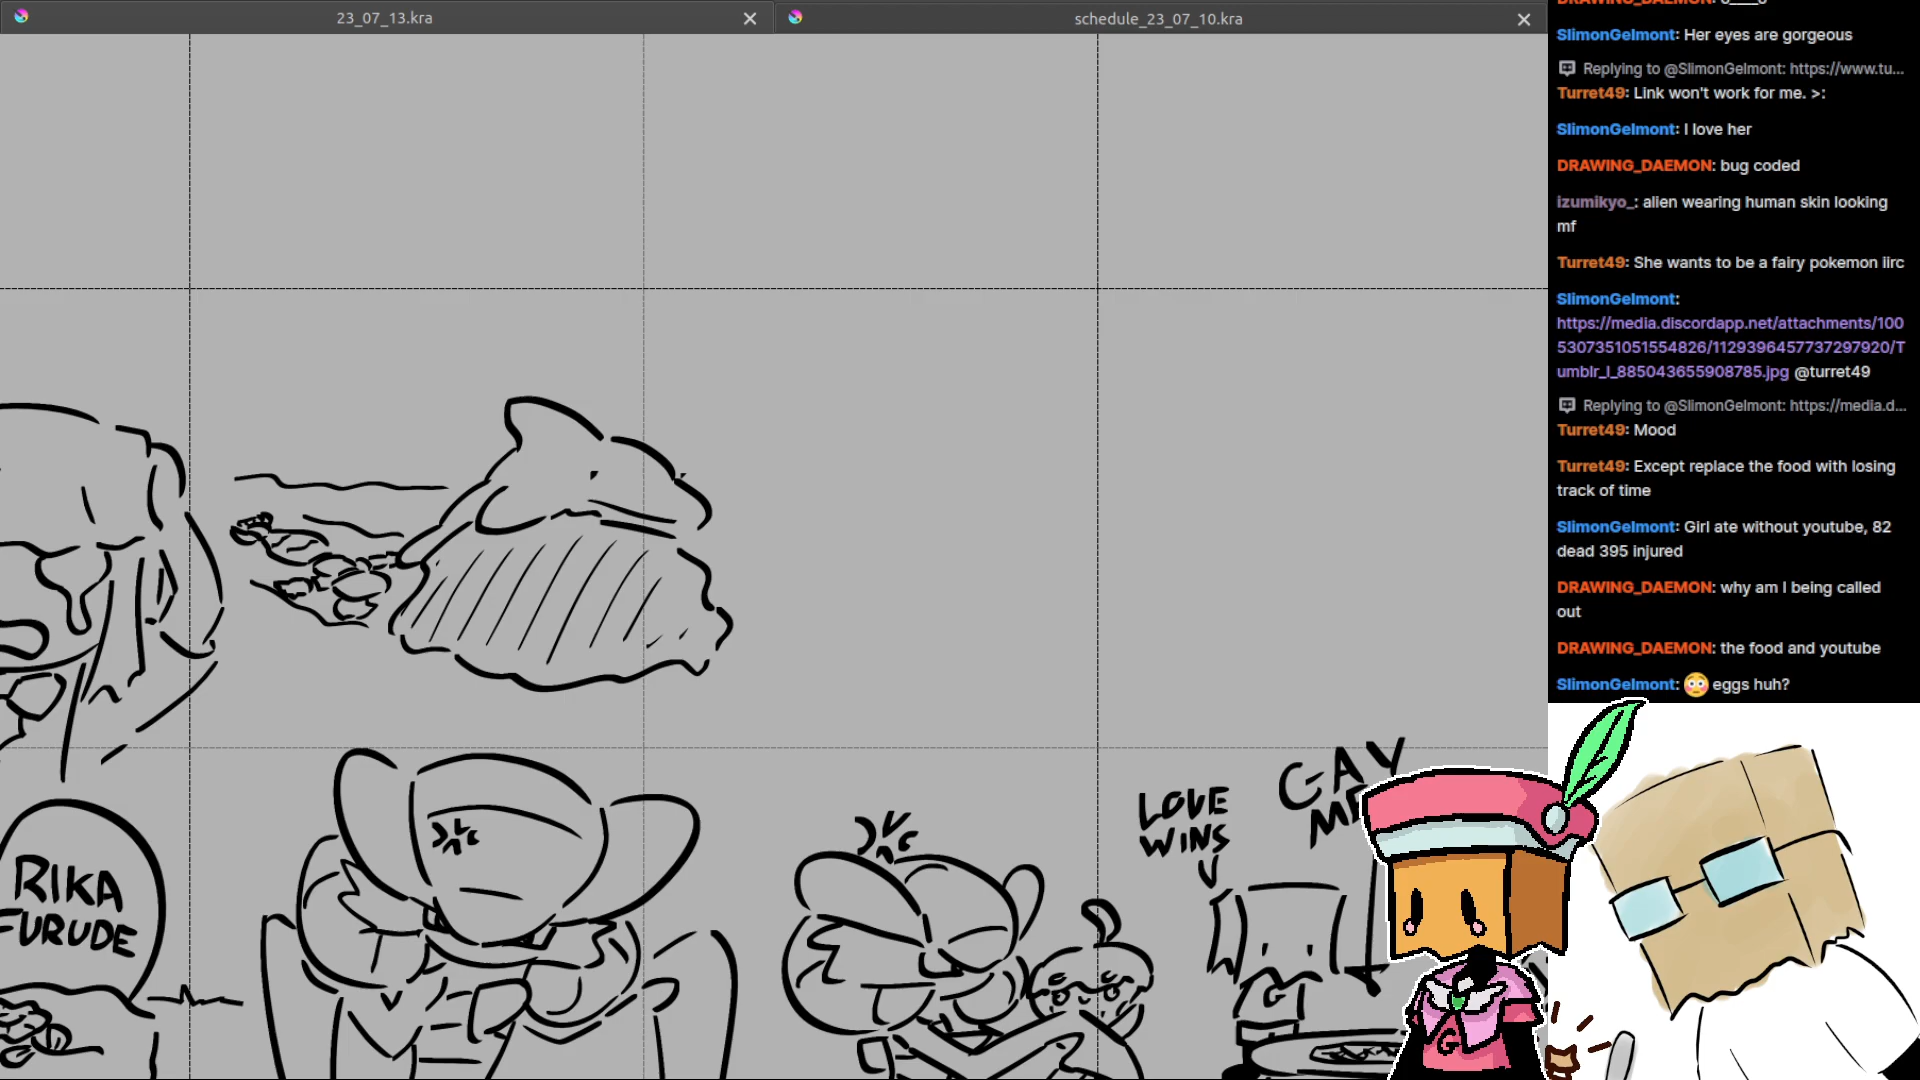 23_07_13.kra
schedule_23_07_10.kra
SlimonGelmont: Her eyes are gorgeous
Replying to @SlimonGelmont: https://www.tu...
Turret49: Link won't work for me. >:
SlimonGelmont: I love her
DRAWING_DAEMON: bug coded
izumikyo_: alien wearing human skin looking
mf
Turret49: She wants to be a fairy pokemon iirc
SlimonGelmont:
https://media.discordapp.net/attachments/100
5307351051554826/1129396457737297920/T
umblr_l_885043655908785.jpg @turret49
Replying to @SlimonGelmont: https://media.d...
Turret49: Mood
Turret49: Except replace the food with losing
track of time
SlimonGelmont: Girl ate without youtube, 82
dead 395 injured
DRAWING_DAEMON: why am I being called
out
DRAWING_DAEMON: the food and youtube
SlimonGelmont: 😳 eggs huh?
RIKA
FURUDE
LOVE
WINS
GAY
G
G